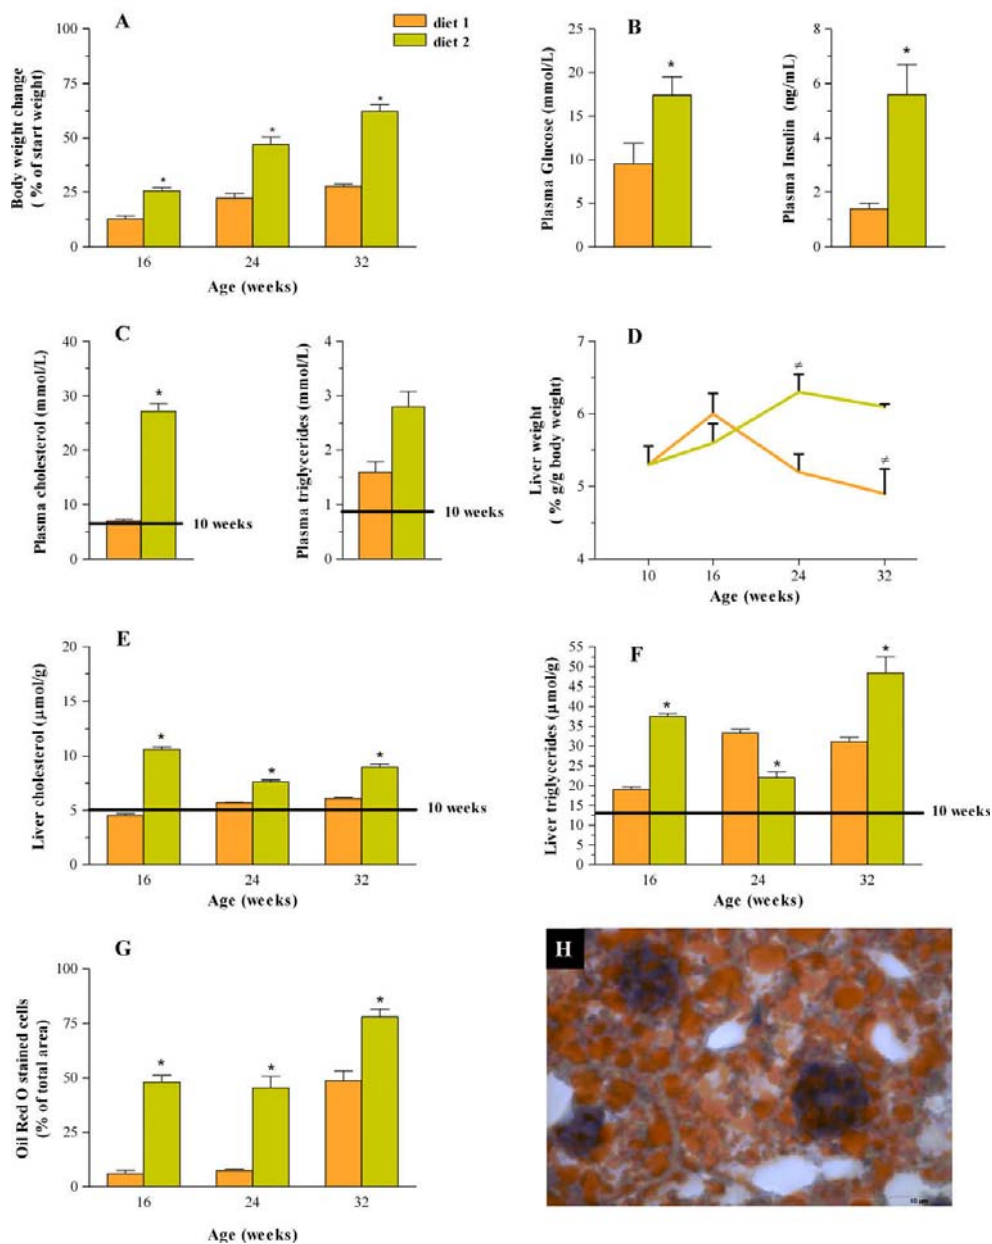 A
diet 1
diet 2
Body weight change
( % of start weight)
100
75
50
25
0
*
*
*
16
24
32
Age (weeks)
B
Plasma Glucose (mmol/L)
25
20
15
10
5
0
*
Plasma Insulin (ng/mL)
8
6
4
2
0
*
C
Plasma cholesterol (mmol/L)
40
30
20
10
0
*
10 weeks
Plasma triglycerides (mmol/L)
4
3
2
1
0
10 weeks
D
Liver weight
( % g/g body weight)
7
6
5
4
≠
≠
10
16
24
32
Age (weeks)
E
Liver cholesterol (µmol/g)
20
15
10
5
0
*
*
*
10 weeks
16
24
32
Age (weeks)
F
Liver triglycerides (µmol/g)
55
50
45
40
35
30
25
20
15
10
5
0
*
*
*
10 weeks
16
24
32
Age (weeks)
G
Oil Red O stained cells
(% of total area)
100
75
50
25
0
*
*
*
16
24
32
Age (weeks)
H
10 µm